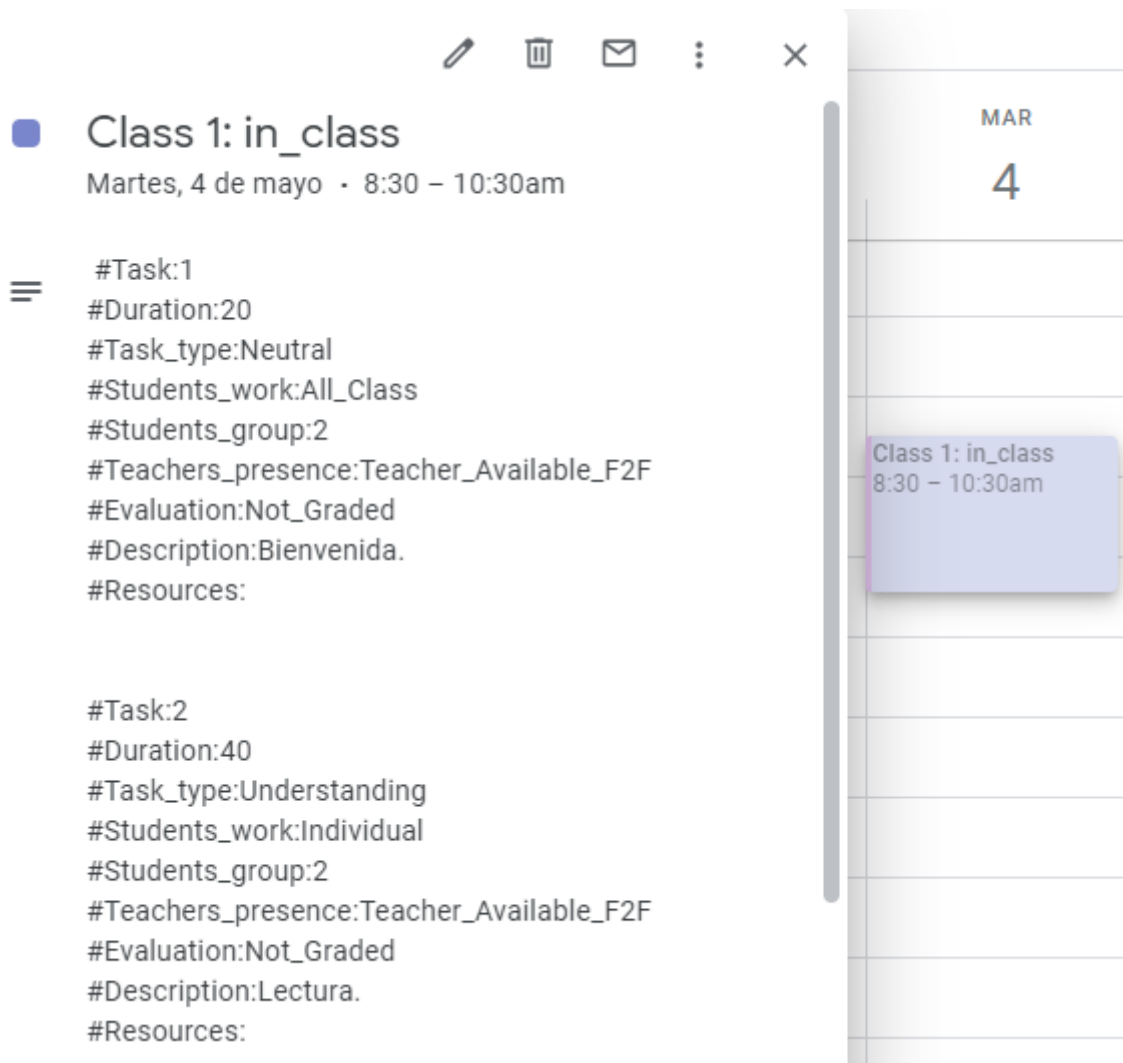 Class 1: in_class
Martes, 4 de mayo · 8:30 – 10:30am
#Task:1
#Duration:20
#Task_type:Neutral
#Students_work:All_Class
#Students_group:2
#Teachers_presence:Teacher_Available_F2F
#Evaluation:Not_Graded
#Description:Bienvenida.
#Resources:
#Task:2
#Duration:40
#Task_type:Understanding
#Students_work:Individual
#Students_group:2
#Teachers_presence:Teacher_Available_F2F
#Evaluation:Not_Graded
#Description:Lectura.
#Resources:
MAR
4
Class 1: in_class
8:30 – 10:30am